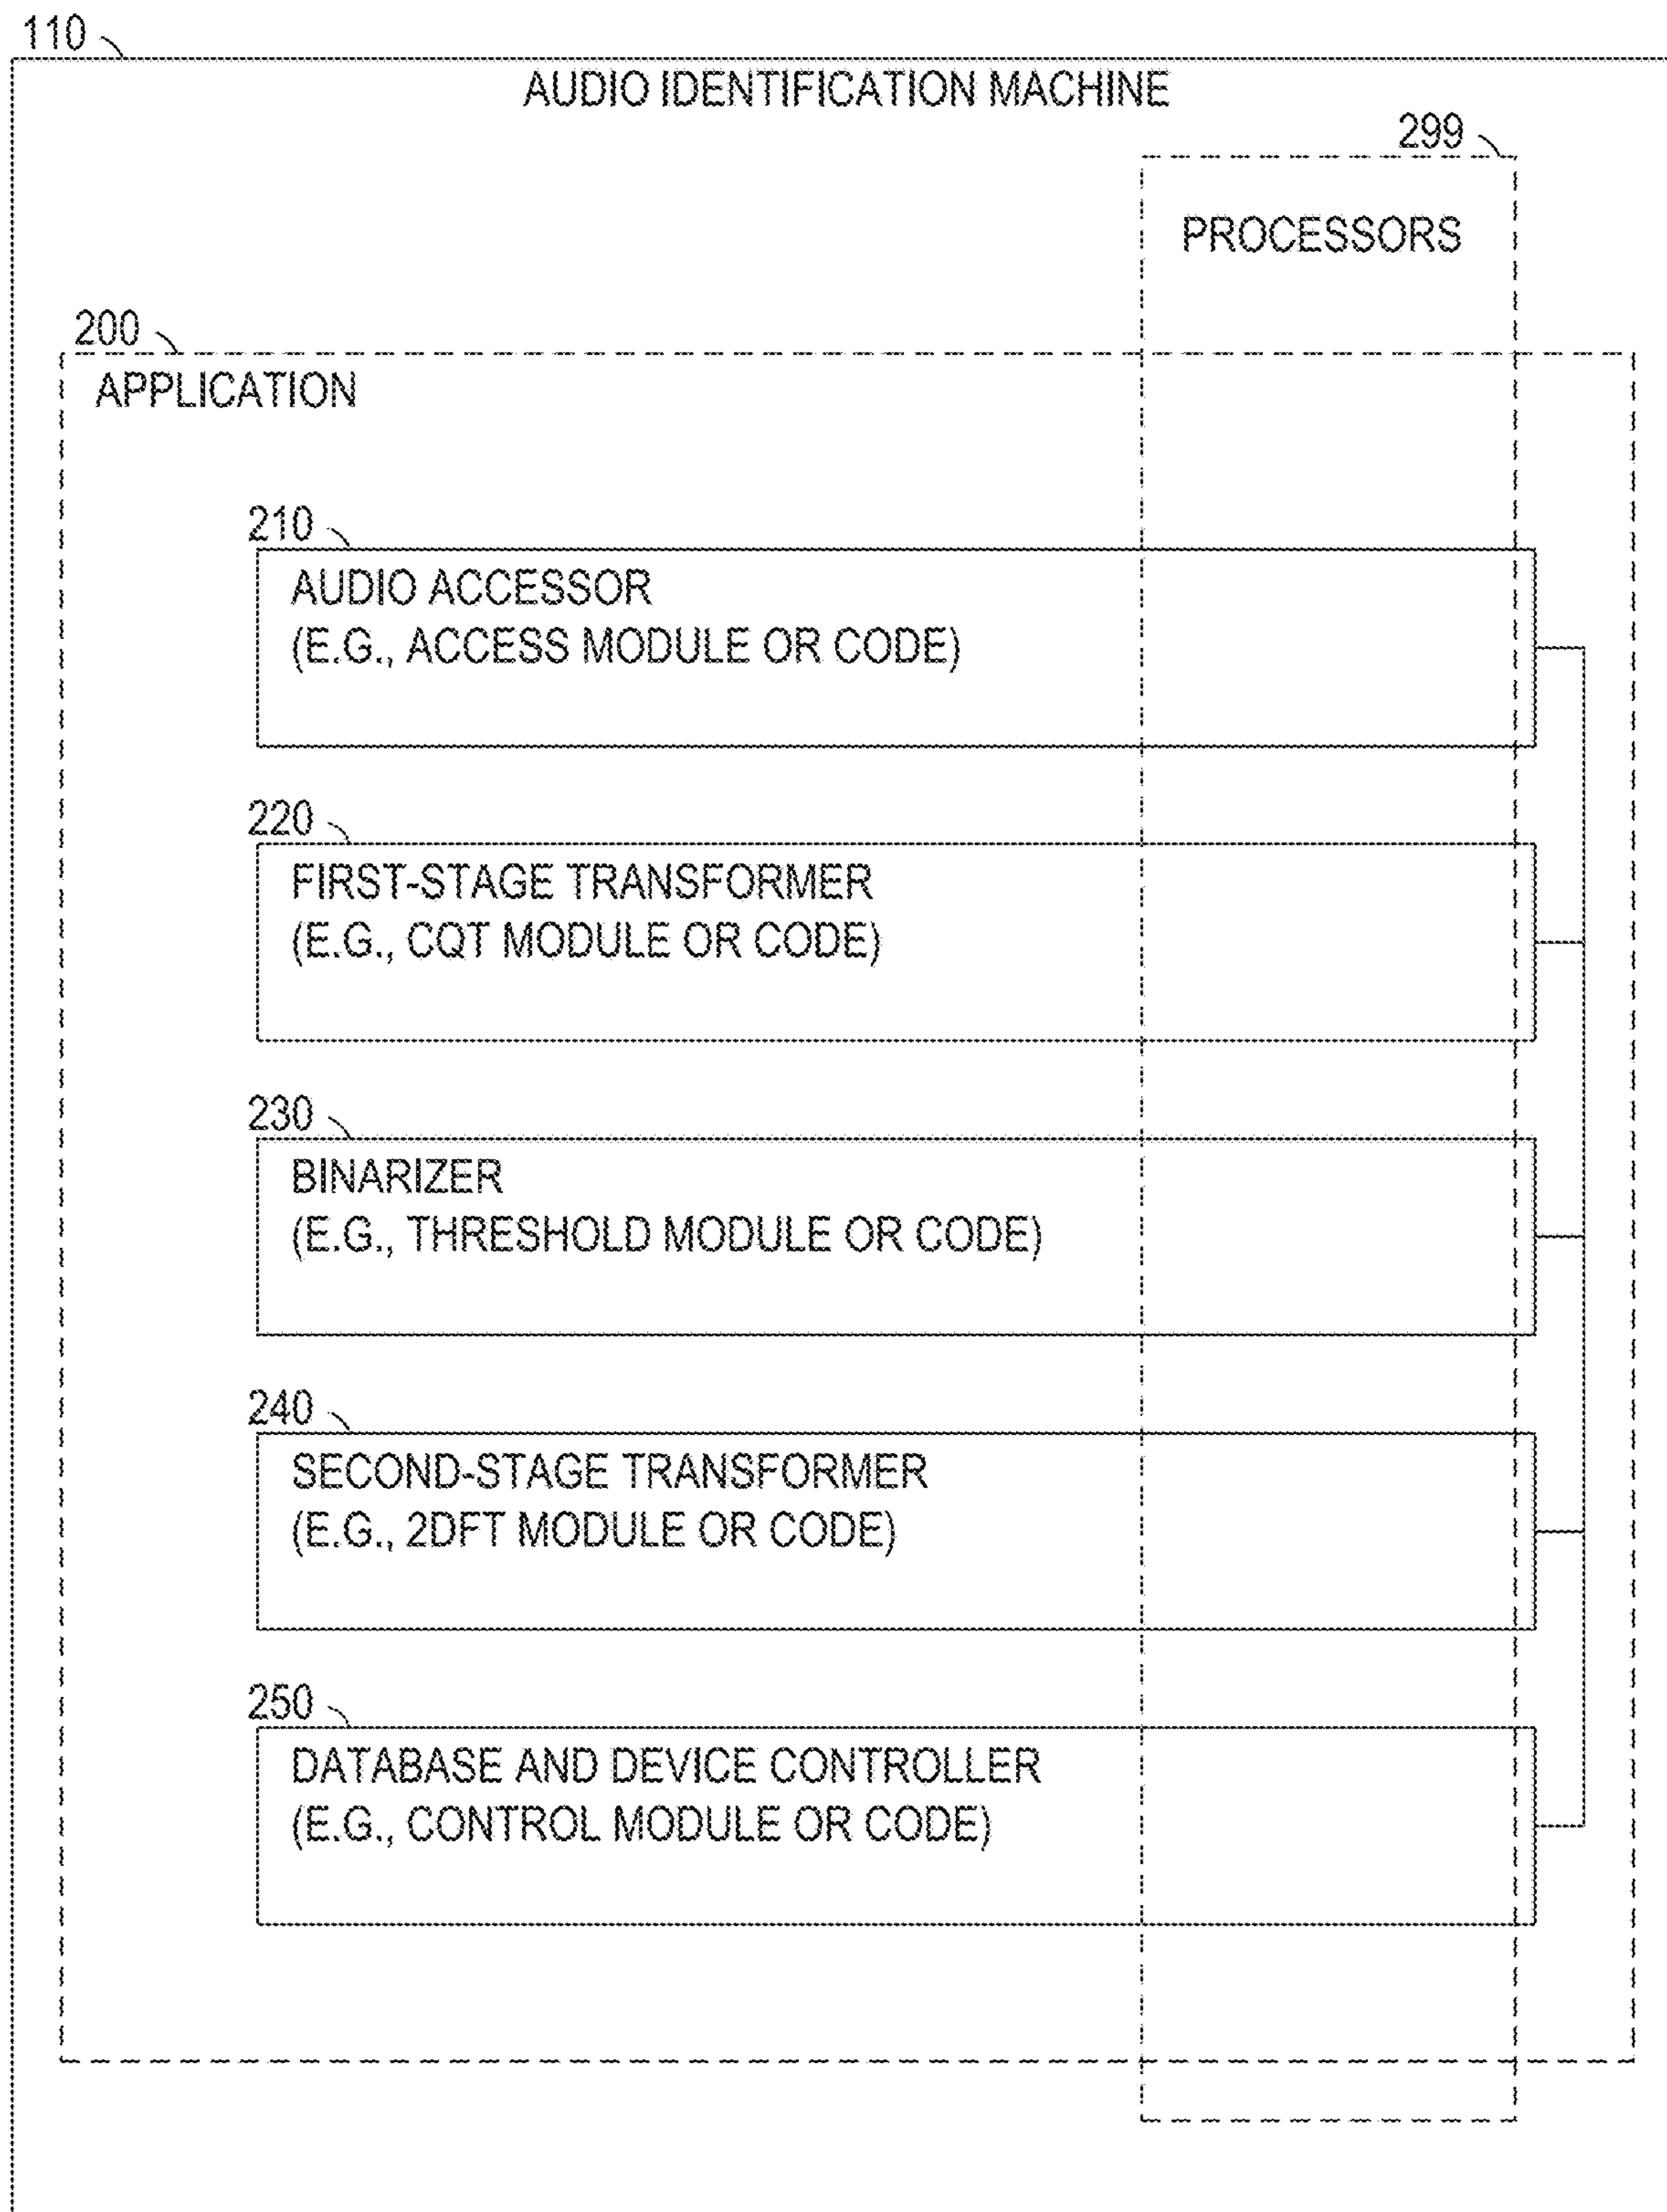 110
AUDIO IDENTIFICATION MACHINE
299
PROCESSORS
200
APPLICATION
210
AUDIO ACCESSOR
(E.G., ACCESS MODULE OR CODE)
220
FIRST-STAGE TRANSFORMER
(E.G., CQT MODULE OR CODE)
230
BINARIZER
(E.G., THRESHOLD MODULE OR CODE)
240
SECOND-STAGE TRANSFORMER
(E.G., 2DFT MODULE OR CODE)
250
DATABASE AND DEVICE CONTROLLER
(E.G., CONTROL MODULE OR CODE)